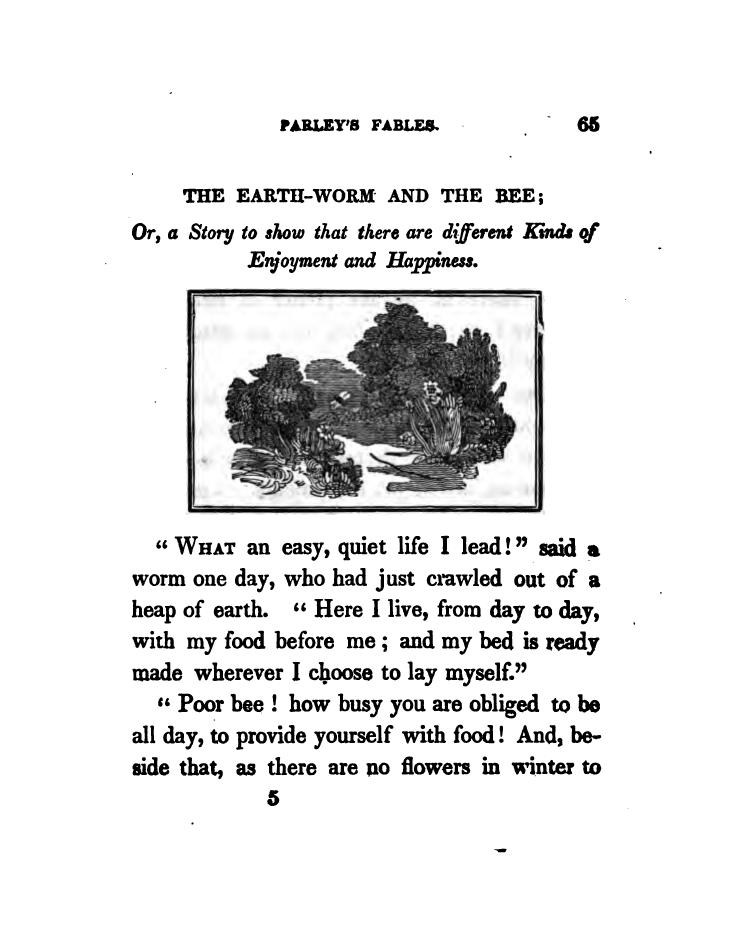 PARLEY'S FABLES. 65
THE EARTH-WORM AND THE BEE;
Or, a Story to show that there are different Kinds of
Enjoyment and Happiness.
“ WHAT an easy, quiet life I lead!” said a
worm one day, who had just crawled out of a
heap of earth. “ Here I live, from day to day,
with my food before me ; and my bed is ready
made wherever I choose to lay myself.”
“ Poor bee ! how busy you are obliged to be
all day, to provide yourself with food! And, be-
side that, as there are no flowers in winter to
5